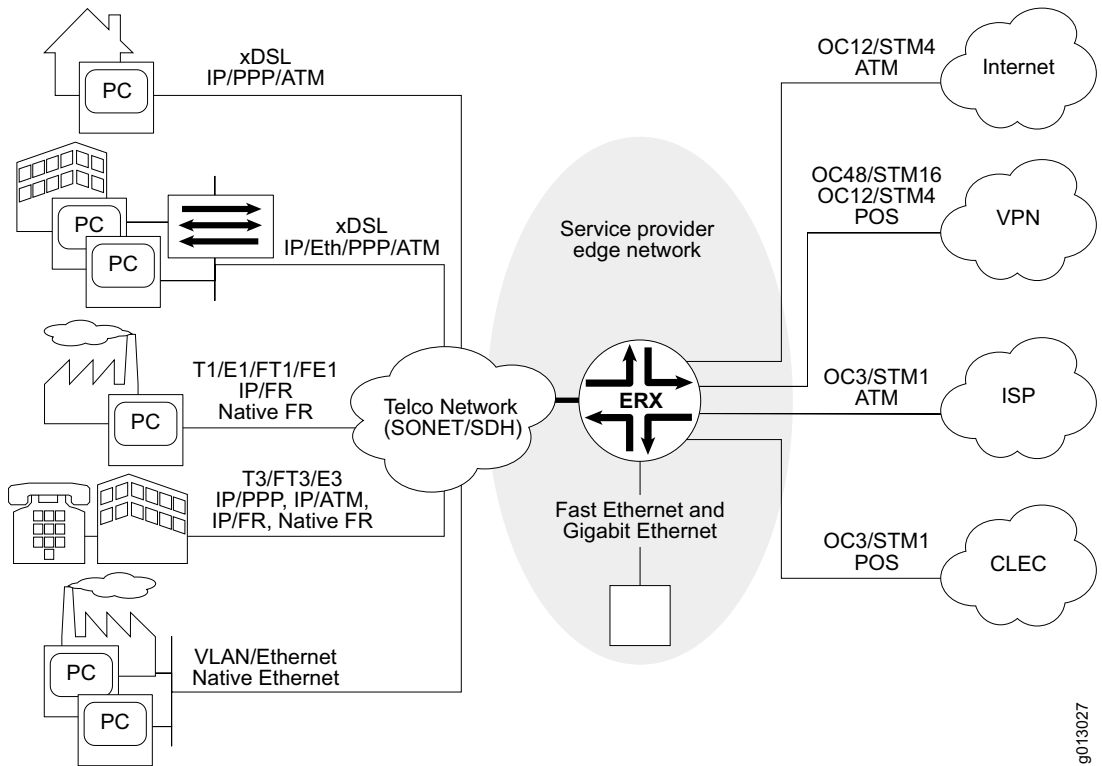 PC
xDSL
IP/PPP/ATM
PC
PC
xDSL
IP/Eth/PPP/ATM
PC
T1/E1/FT1/FE1
IP/FR
Native FR
T3/FT3/E3
IP/PPP, IP/ATM,
IP/FR, Native FR
PC
PC
VLAN/Ethernet
Native Ethernet
Telco Network
(SONET/SDH)
Service provider
edge network
ERX
Fast Ethernet and
Gigabit Ethernet
OC12/STM4
ATM
Internet
OC48/STM16
OC12/STM4
POS
VPN
OC3/STM1
ATM
ISP
OC3/STM1
POS
CLEC
g013027